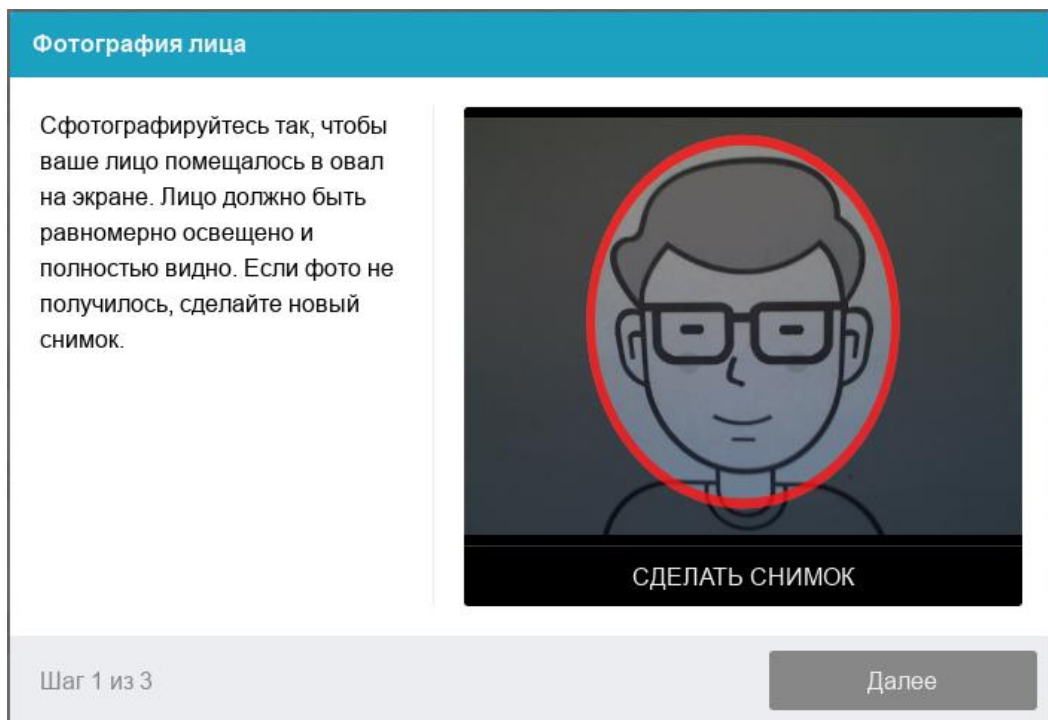 Фотография лица
Сфотографируйтесь так, чтобы
ваше лицо помещалось в овал
на экране. Лицо должно быть
равномерно освещено и
полностью видно. Если фото не
получилось, сделайте новый
снимок.
СДЕЛАТЬ СНИМОК
Шаг 1 из 3
Далее